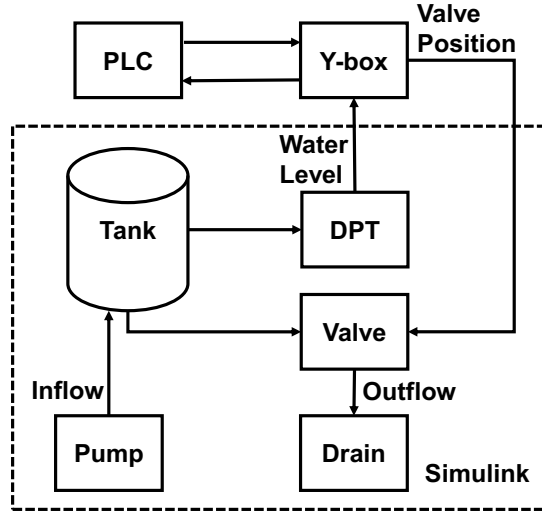 PLC
Y-box
Valve
Position
Water
Level
Tank
DPT
Valve
Inflow
Outflow
Pump
Drain
Simulink